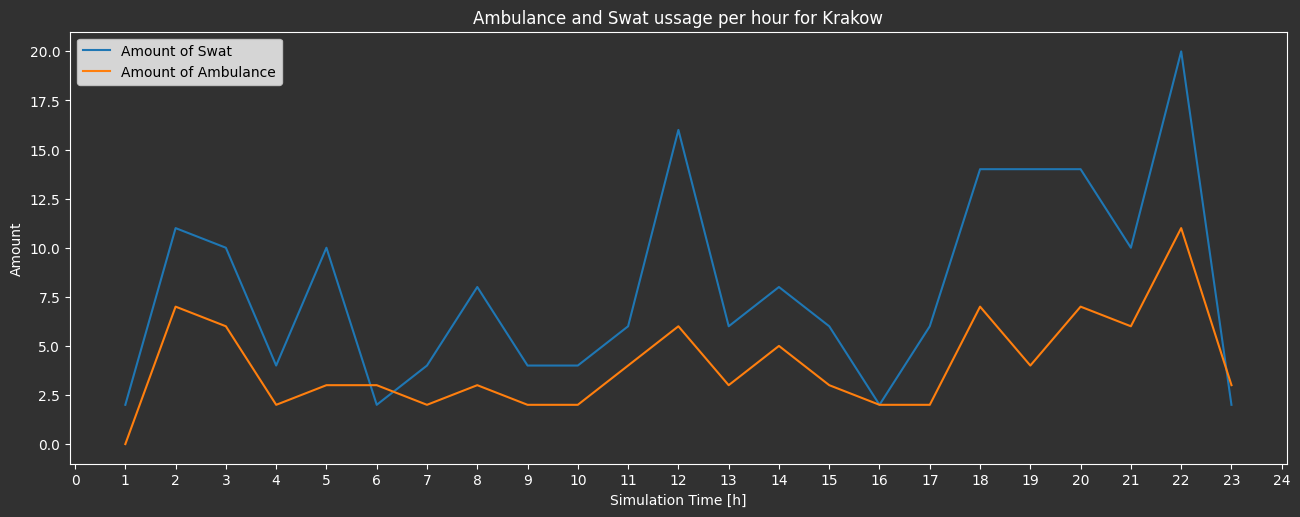 Ambulance and Swat ussage per hour for Krakow
Amount of Swat
Amount of Ambulance
20.0
17.5
15.0
12.5
10.0
7.5
5.0
2.5
0.0
Amount
0 1 2 3 4 5 6 7 8 9 10 11 12 13 14 15 16 17 18 19 20 21 22 23 24
Simulation Time [h]